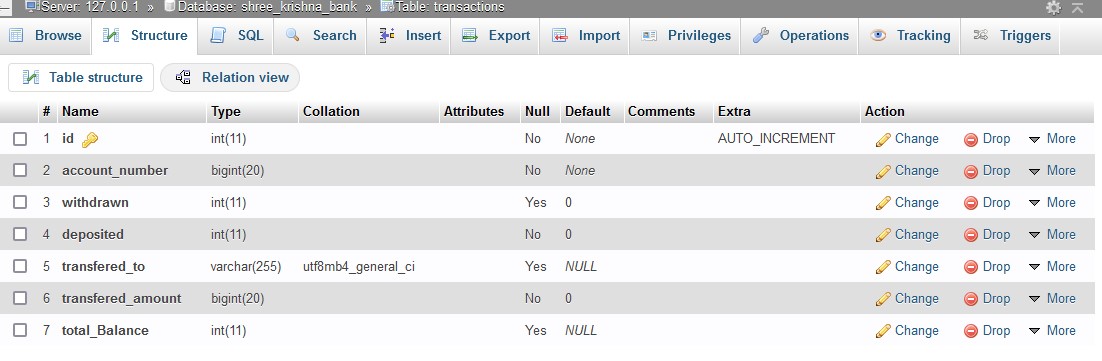 Server: 127.0.0.1 » Database: shree_krishna_bank » Table: transactions
Browse Structure SQL Search Insert Export Import Privileges Operations Tracking Triggers
Table structure Relation view
# Name Type Collation Attributes Null Default Comments Extra Action
1 id int(11) No None AUTO_INCREMENT Change Drop More
2 account_number bigint(20) No None Change Drop More
3 withdrawn int(11) Yes 0 Change Drop More
4 deposited int(11) No 0 Change Drop More
5 transfered_to varchar(255) utf8mb4_general_ci Yes NULL Change Drop More
6 transfered_amount bigint(20) No 0 Change Drop More
7 total_Balance int(11) Yes NULL Change Drop More